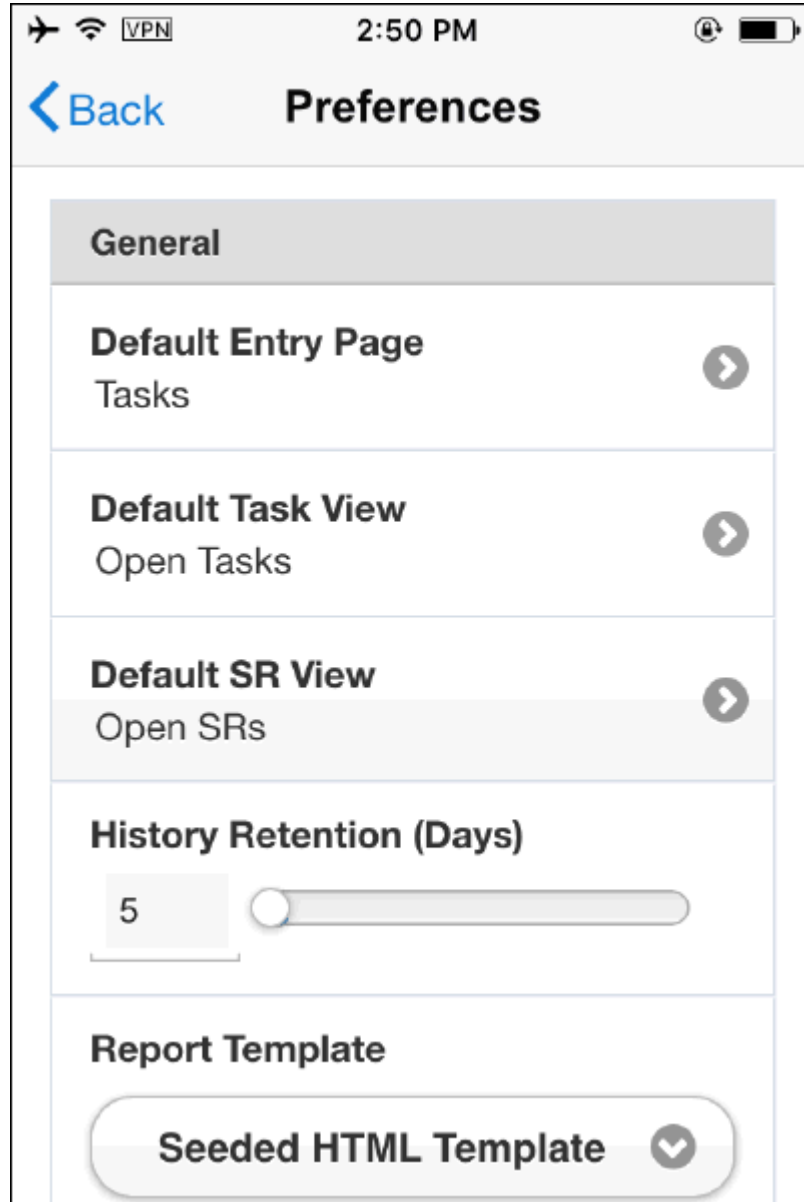 VPN 2:50 PM
Back Preferences
General
Default Entry Page
Tasks
Default Task View
Open Tasks
Default SR View
Open SRs
History Retention (Days)
5
Report Template
Seeded HTML Template